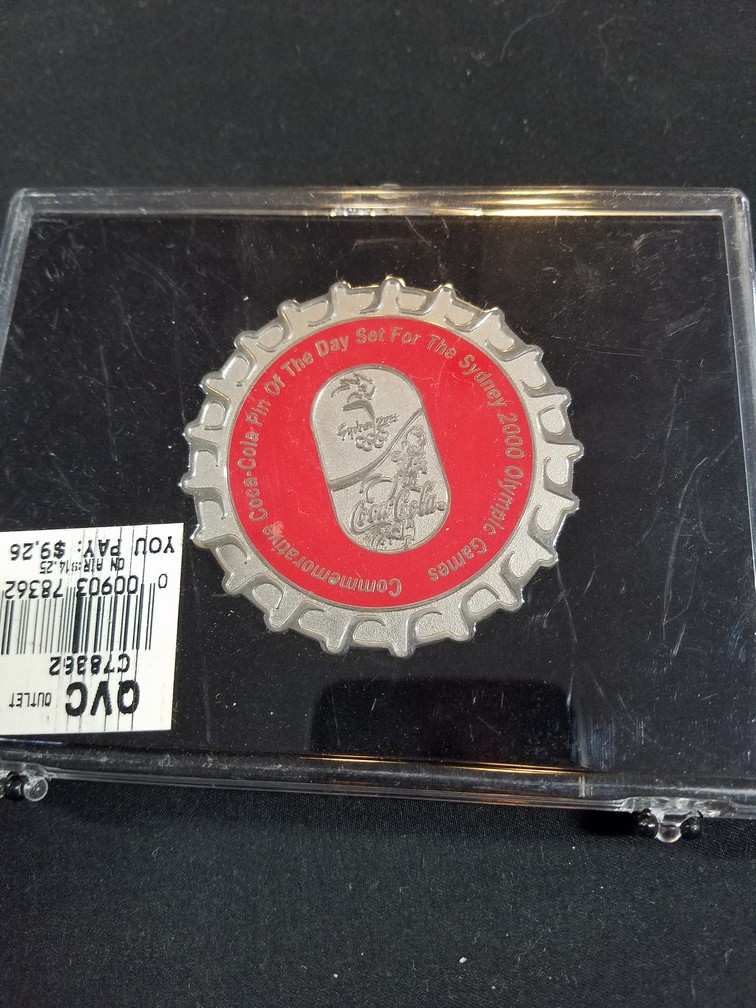 Commemorative Coca-Cola Pin Of The Day Set For The Sydney 2000 Olympic Games
Sydney 2000
Coca-Cola
QVC OUTLET
C78362
0 00903 78362
ON AIR:$14.25
YOU PAY: $9.26